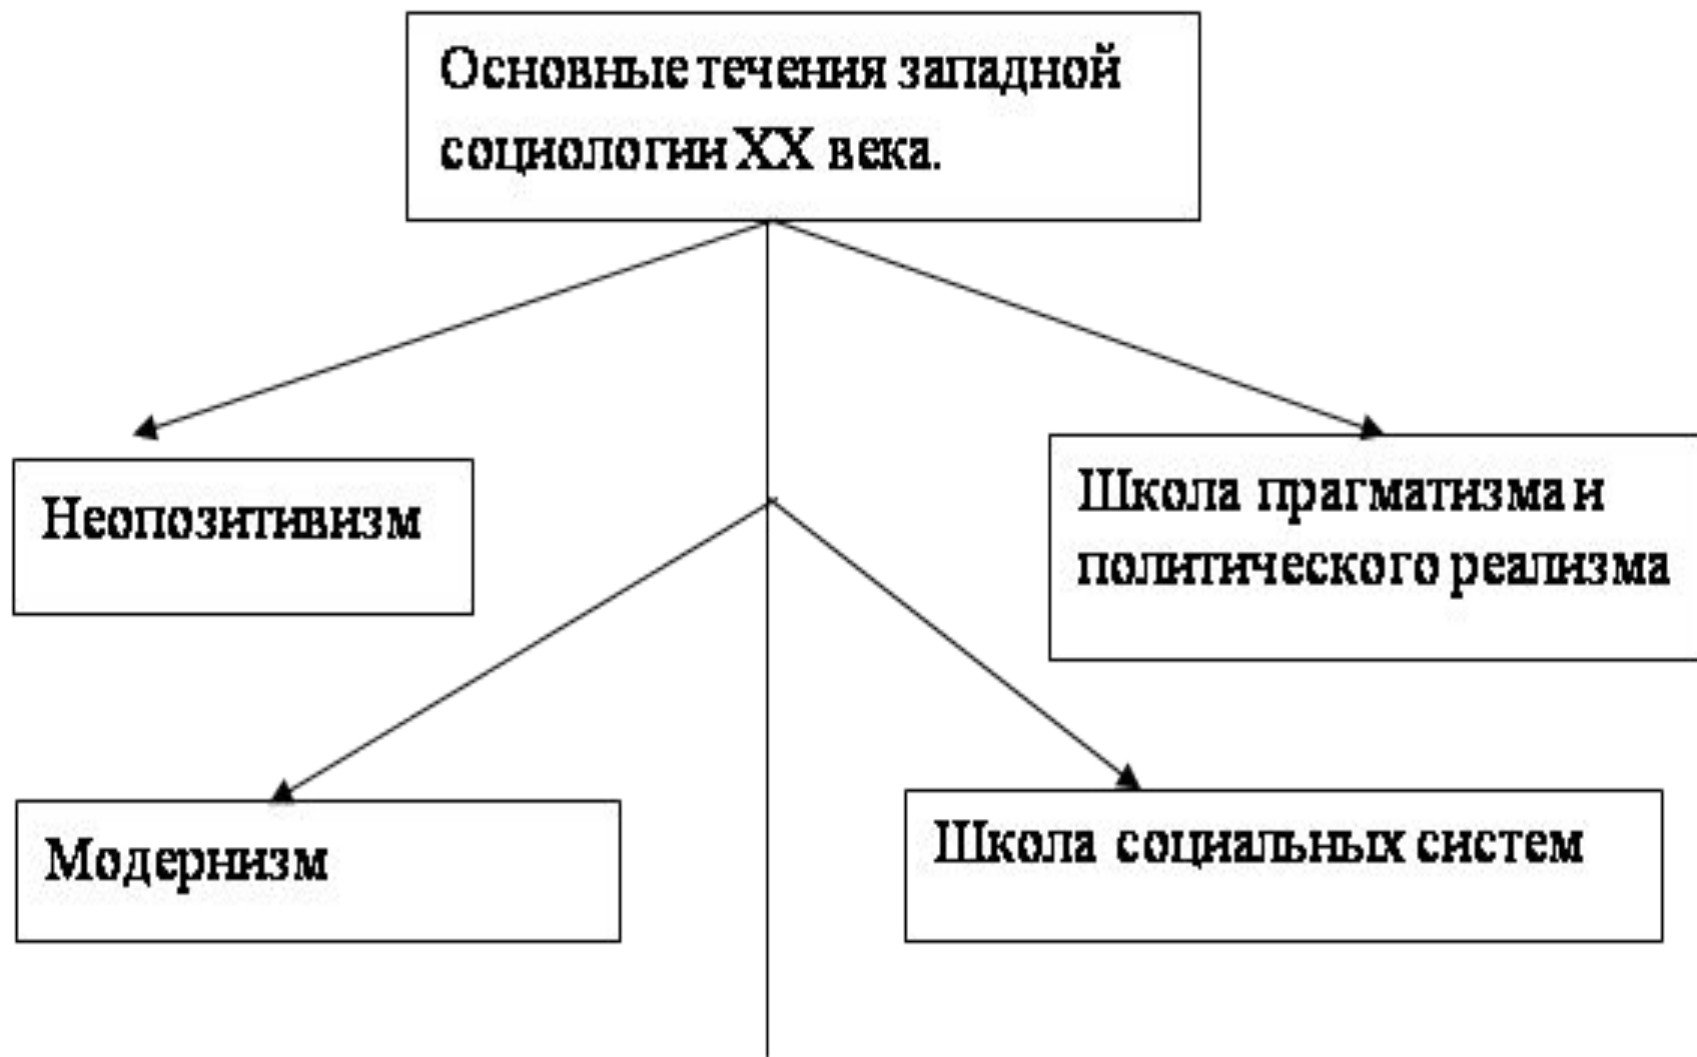 Основные течения западной
социологии XX века.
Неопозитивизм
Школа прагматизма и
политического реализма
Модернизм
Школа социальных систем